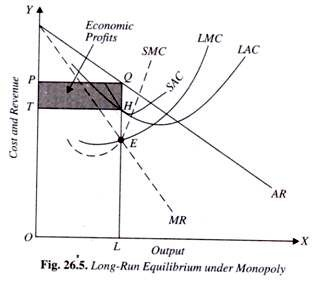 Y
Economic
Profits
SMC
LMC
LAC
P
Q
SAC
T
H
Cost and Revenue
E
AR
MR
O
L
Output
X
Fig. 26.5. Long-Run Equilibrium under Monopoly